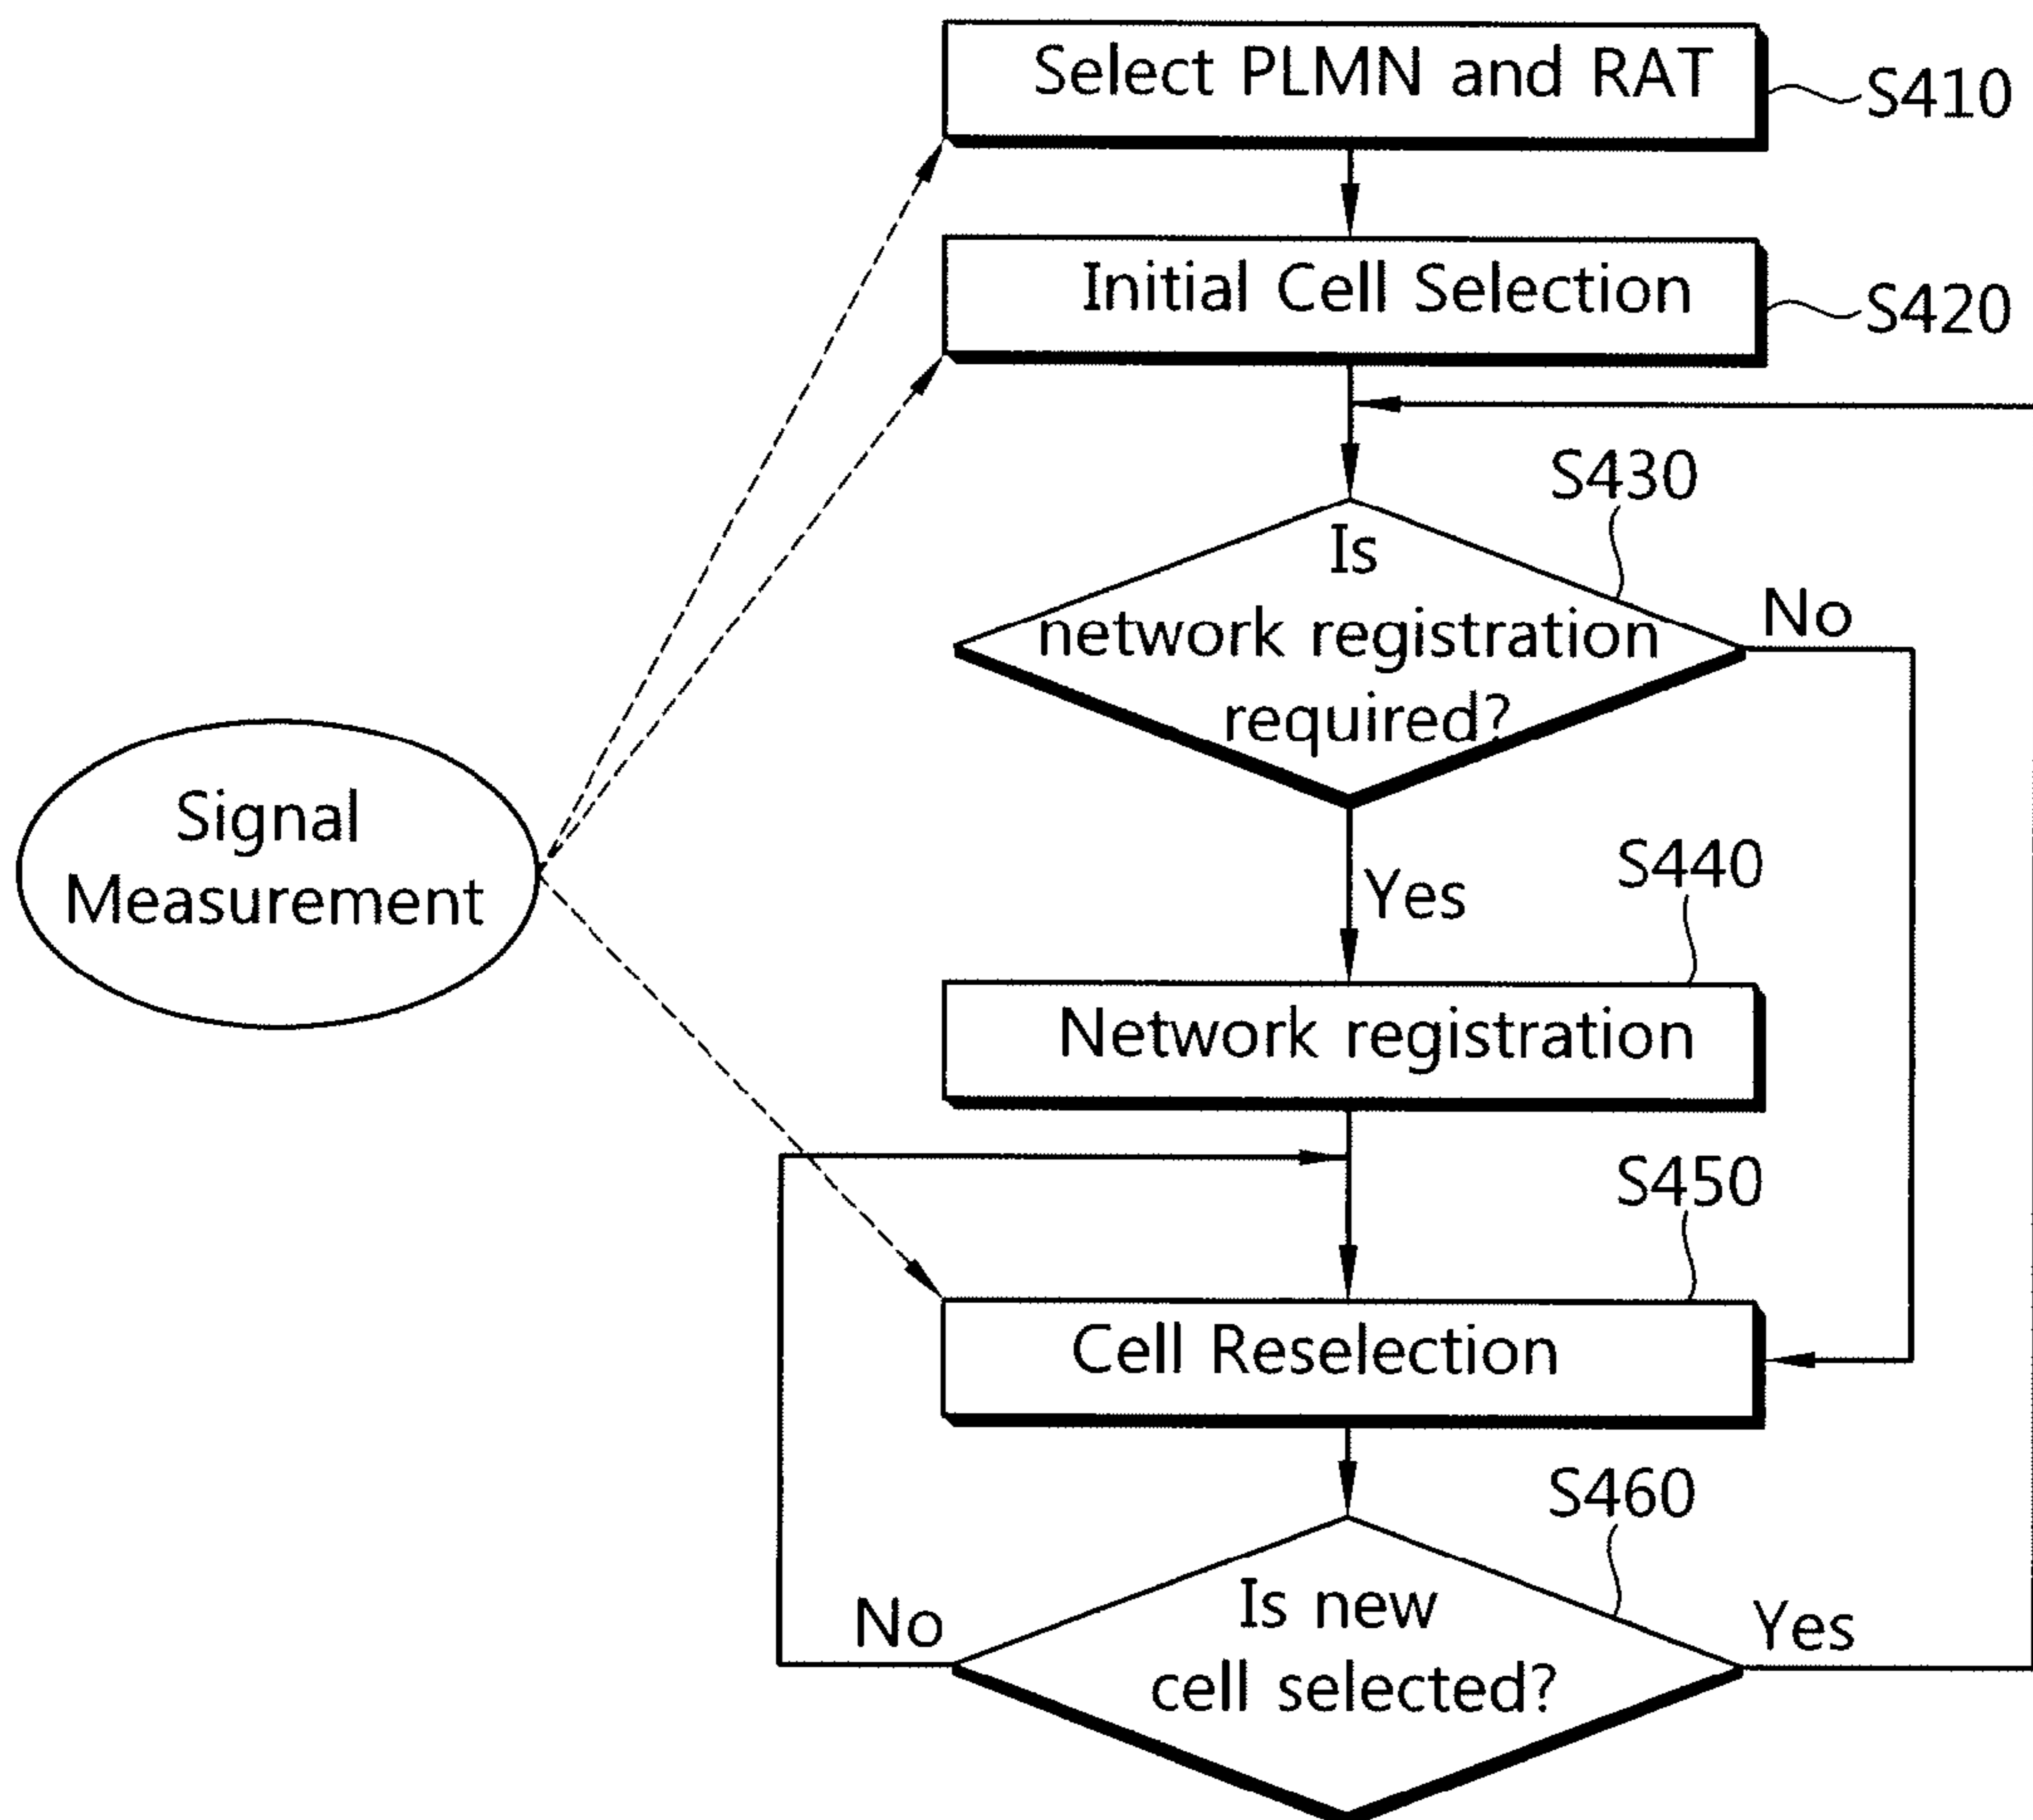 Select PLMN and RAT
S410
Initial Cell Selection
S420
S430
Is
network registration
required?
No
Signal
Measurement
Yes
S440
Network registration
S450
Cell Reselection
S460
Is new
cell selected?
No
Yes